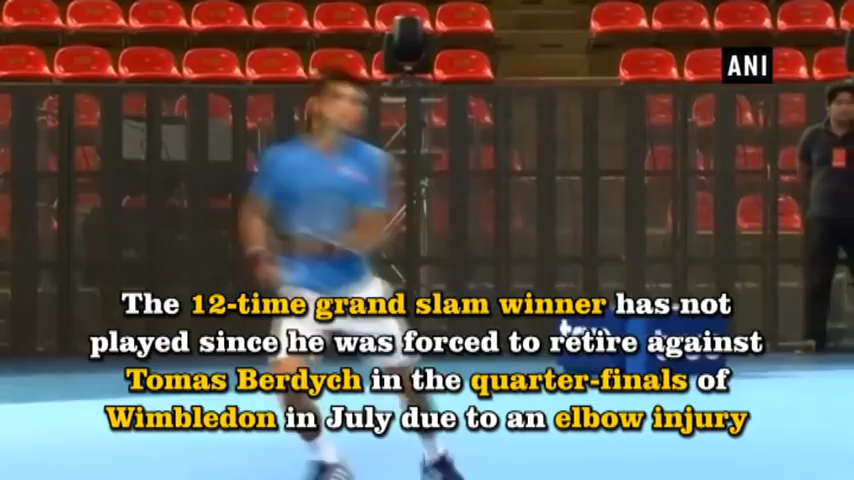 ANI
The 12-time grand slam winner has not
played since he was forced to retire against
Tomas Berdych in the quarter-finals of
Wimbledon in July due to an elbow injury